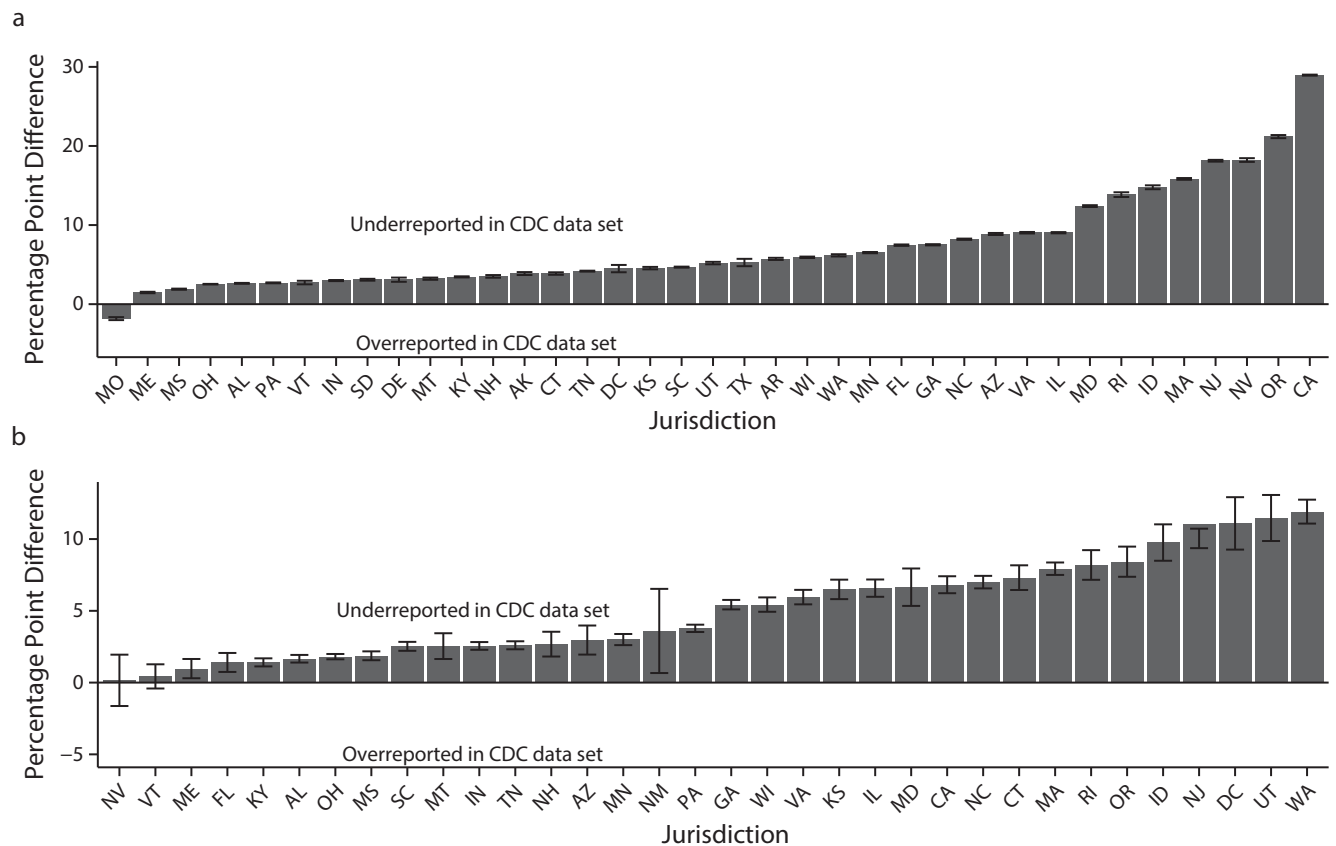 a
Percentage Point Difference
30
20
10
0
Underreported in CDC data set
Overreported in CDC data set
MO ME MS OH AL PA VT IN SD DE MT KY NH AK CT TN DC KS SC UT TX AR WI WA MN FL GA NC AZ VA IL MD RI ID MA NJ NV OR CA
Jurisdiction
b
Percentage Point Difference
10
5
0
−5
Underreported in CDC data set
Overreported in CDC data set
NV VT ME FL KY AL OH MS SC MT IN TN NH AZ MN NM PA GA WI VA KS IL MD CA NC CT MA RI OR ID NJ DC UT WA
Jurisdiction